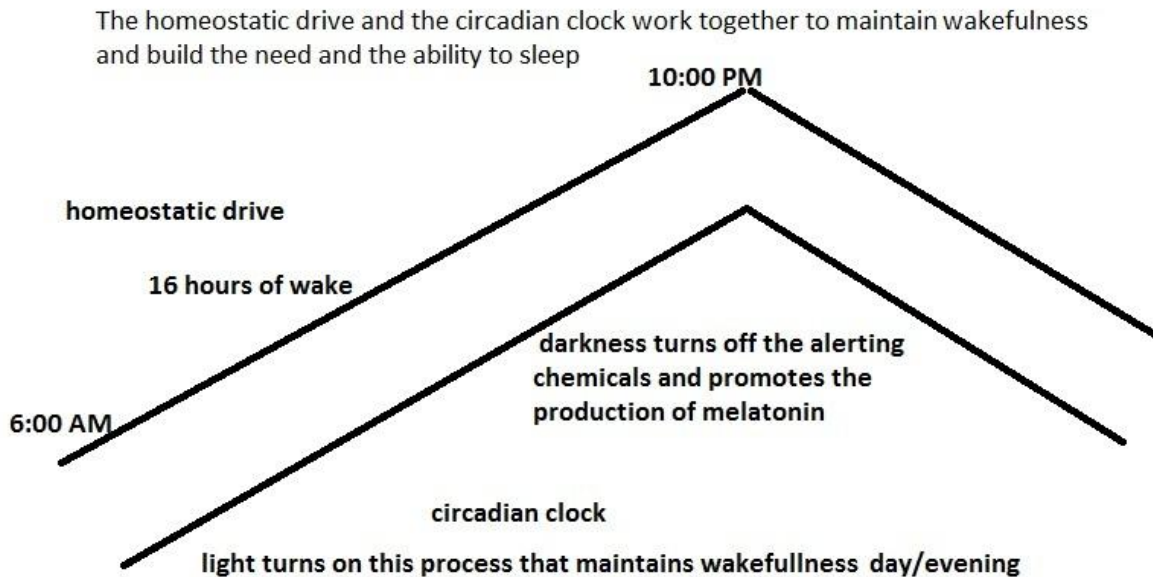 The homeostatic drive and the circadian clock work together to maintain wakefulness
and build the need and the ability to sleep
10:00 PM
homeostatic drive
16 hours of wake
darkness turns off the alerting
chemicals and promotes the
production of melatonin
6:00 AM
circadian clock
light turns on this process that maintains wakefullness day/evening